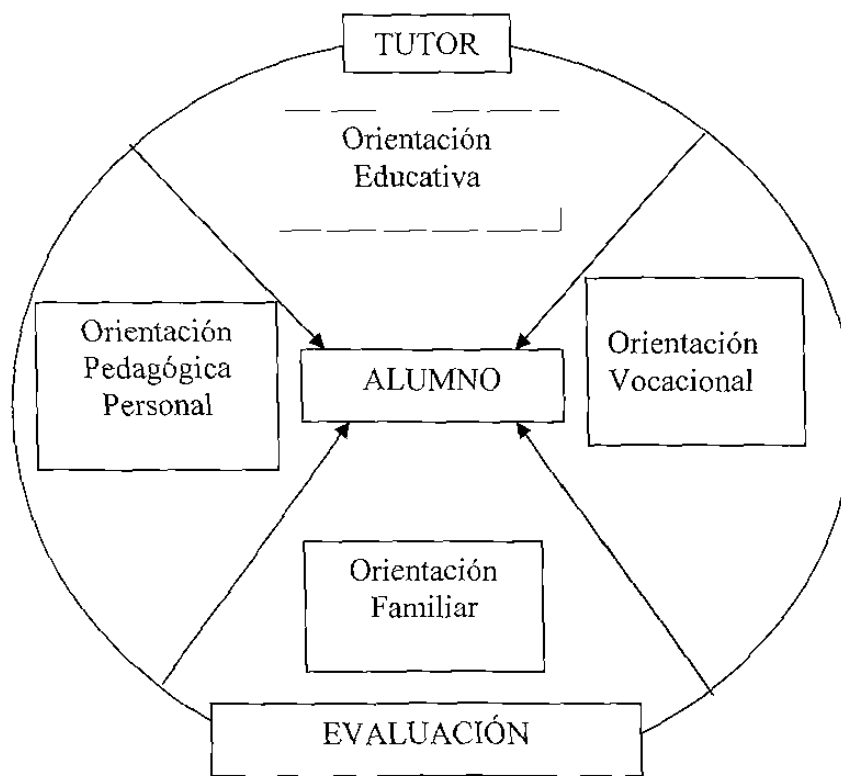 TUTOR
Orientación
Educativa
Orientación
Pedagógica
Personal
ALUMNO
Orientación
Vocacional
Orientación
Familiar
EVALUACIÓN